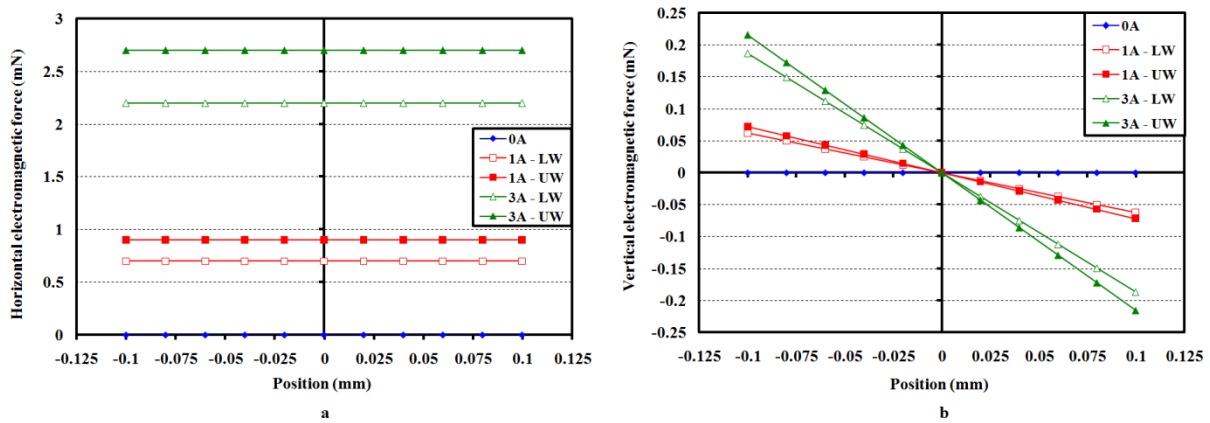 3
2.5
2
1.5
1
0.5
0
-0.125
-0.1
-0.075
-0.05
-0.025
0
0.025
0.05
0.075
0.1
0.125
Horizontal electromagnetic force (mN)
Position (mm)
0A
1A - LW
1A - UW
3A - LW
3A - UW
a
0.25
0.2
0.15
0.1
0.05
0
-0.05
-0.1
-0.15
-0.2
-0.25
-0.125
-0.1
-0.075
-0.05
-0.025
0
0.025
0.05
0.075
0.1
0.125
Vertical electromagnetic force (mN)
Position (mm)
0A
1A - LW
1A - UW
3A - LW
3A - UW
b